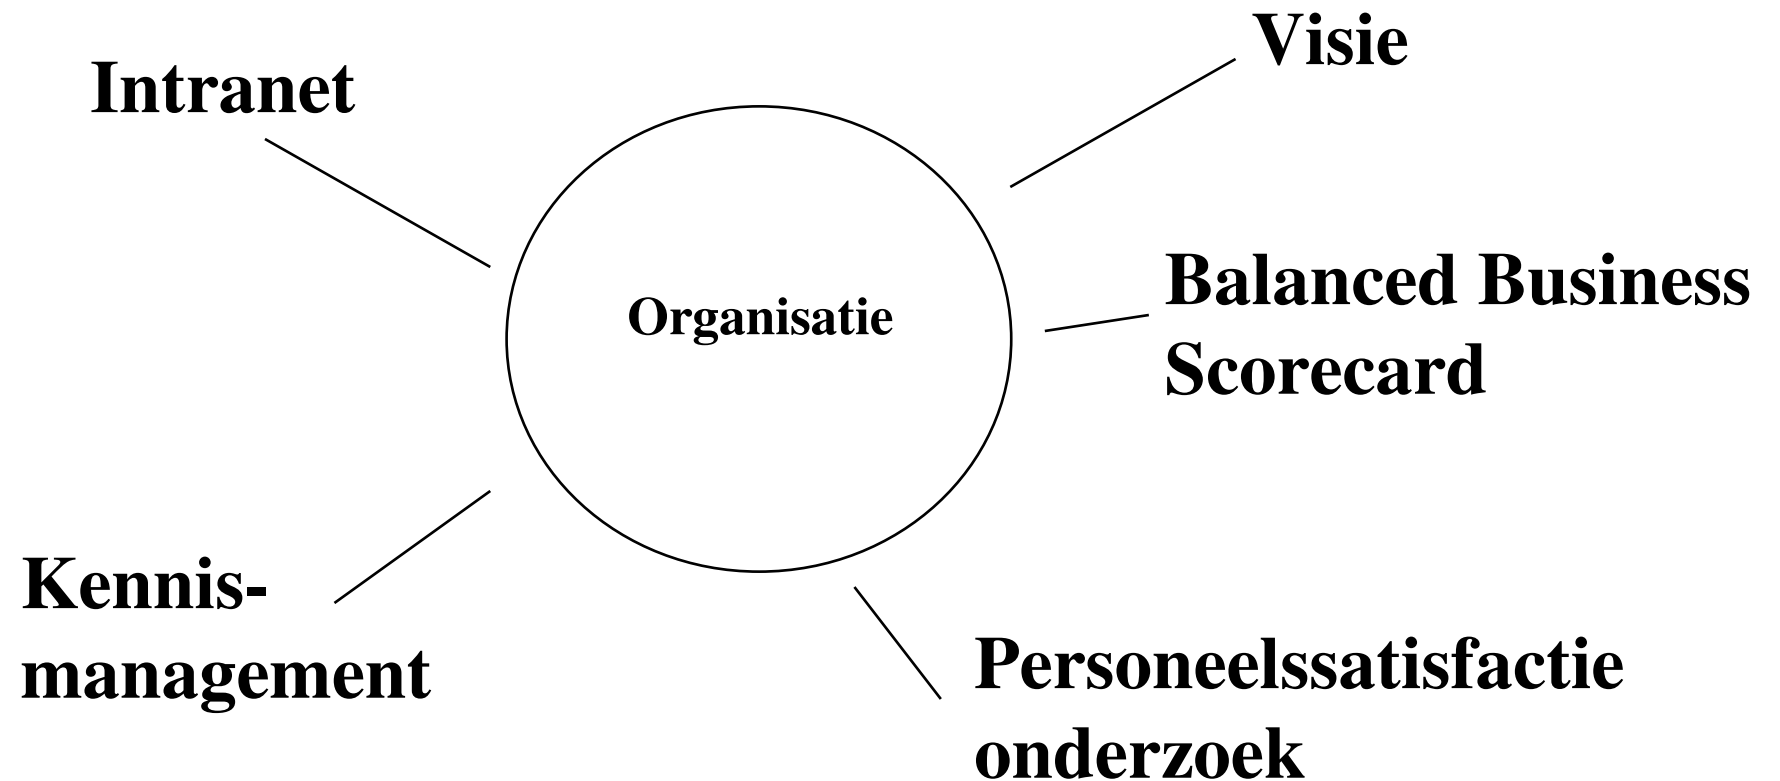 Visie
Intranet
Balanced Business
Scorecard
Organisatie
Kennis-
management
Personeelssatisfactie
onderzoek